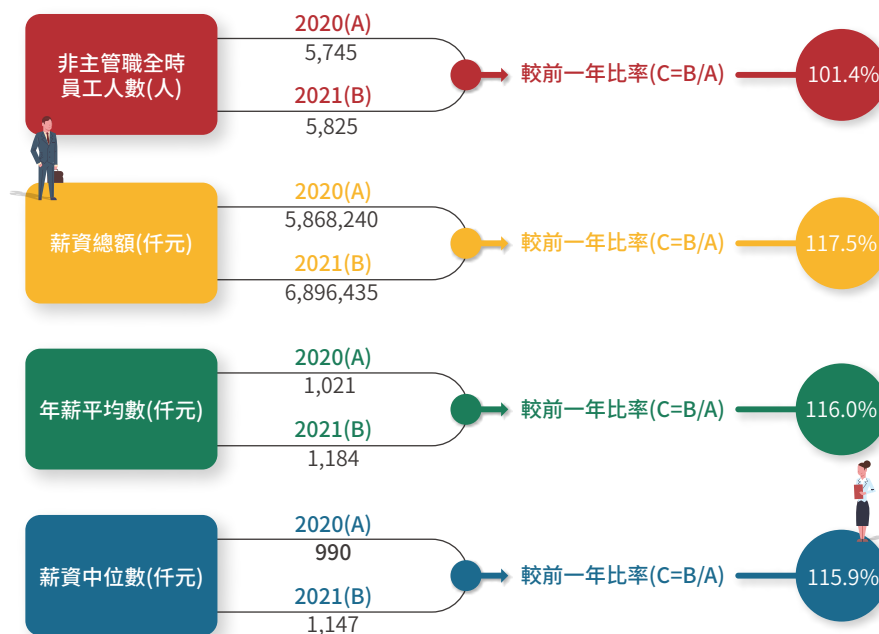 非主管職全時
員工人數(人)
2020(A)
5,745
2021(B)
5,825
較前一年比率(C=B/A)
101.4%
薪資總額(仟元)
2020(A)
5,868,240
2021(B)
6,896,435
較前一年比率(C=B/A)
117.5%
年薪平均數(仟元)
2020(A)
1,021
2021(B)
1,184
較前一年比率(C=B/A)
116.0%
薪資中位數(仟元)
2020(A)
990
2021(B)
1,147
較前一年比率(C=B/A)
115.9%